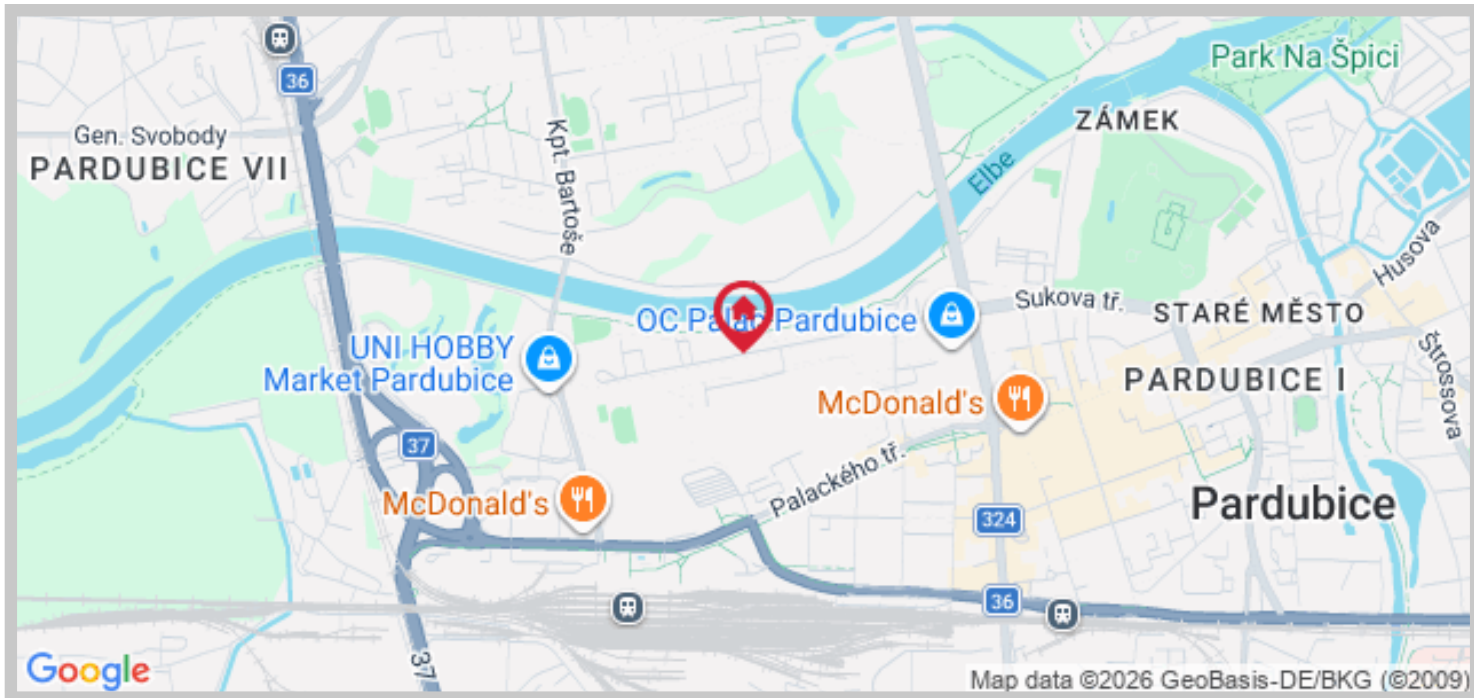 Park Na Špici
36
Gen. Svobody
PARDUBICE VII
Kpt. Bartoše
ZÁMEK
Elbe
Husova
Sukova tř.
STARÉ MĚSTO
OC Palác Pardubice
UNI HOBBY
Market Pardubice
PARDUBICE I
Štrossova
McDonald's
37
Palackého tř.
McDonald's
Pardubice
324
36
37
Google
Map data ©2026 GeoBasis-DE/BKG (©2009)